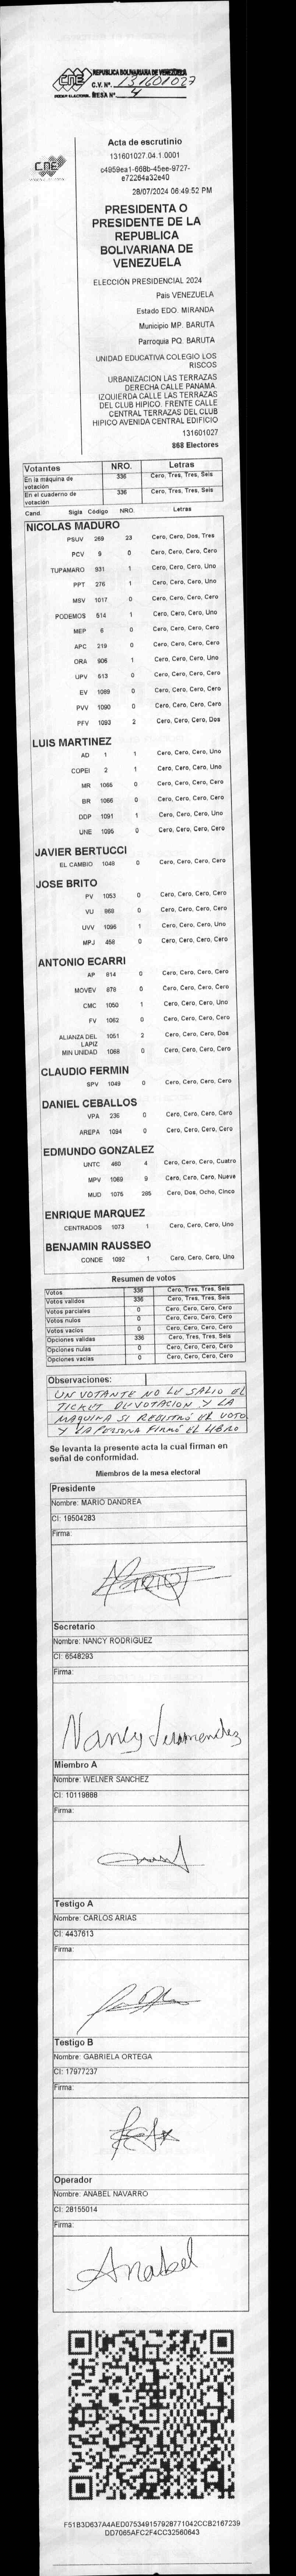 CNE
REPUBLICA BOLIVARIANA DE VENEZUELA
C.V. Nº. 131601027
PODER ELECTORAL MESA Nº 4
CNE
Acta de escrutinio
131601027.04.1.0001
c4959ea1-668b-45ee-9727-
e72264a32e40
28/07/2024 06:49:52 PM
PRESIDENTA O
PRESIDENTE DE LA
REPUBLICA
BOLIVARIANA DE
VENEZUELA
ELECCIÓN PRESIDENCIAL 2024
Pais VENEZUELA
Estado EDO. MIRANDA
Municipio MP. BARUTA
Parroquia PQ. BARUTA
UNIDAD EDUCATIVA COLEGIO LOS
RISCOS
URBANIZACION LAS TERRAZAS
DERECHA CALLE PANAMA.
IZQUIERDA CALLE LAS TERRAZAS
DEL CLUB HIPICO. FRENTE CALLE
CENTRAL TERRAZAS DEL CLUB
HIPICO AVENIDA CENTRAL EDIFICIO
131601027
868 Electores
Votantes NRO. Letras
En la máquina de votación 336 Cero, Tres, Tres, Seis
En el cuaderno de votación 336 Cero, Tres, Tres, Seis
Cand. Sigla Código NRO. Letras
NICOLAS MADURO
PSUV 269 23 Cero, Cero, Dos, Tres
PCV 9 0 Cero, Cero, Cero, Cero
TUPAMARO 931 1 Cero, Cero, Cero, Uno
PPT 276 1 Cero, Cero, Cero, Uno
MSV 1017 0 Cero, Cero, Cero, Cero
PODEMOS 514 1 Cero, Cero, Cero, Uno
MEP 6 0 Cero, Cero, Cero, Cero
APC 219 0 Cero, Cero, Cero, Cero
ORA 906 1 Cero, Cero, Cero, Uno
UPV 513 0 Cero, Cero, Cero, Cero
EV 1089 0 Cero, Cero, Cero, Cero
PVV 1090 0 Cero, Cero, Cero, Cero
PFV 1093 2 Cero, Cero, Cero, Dos
LUIS MARTINEZ
AD 1 1 Cero, Cero, Cero, Uno
COPEI 2 1 Cero, Cero, Cero, Uno
MR 1065 0 Cero, Cero, Cero, Cero
BR 1066 0 Cero, Cero, Cero, Cero
DDP 1091 1 Cero, Cero, Cero, Uno
UNE 1095 0 Cero, Cero, Cero, Cero
JAVIER BERTUCCI
EL CAMBIO 1048 0 Cero, Cero, Cero, Cero
JOSE BRITO
PV 1053 0 Cero, Cero, Cero, Cero
VU 868 0 Cero, Cero, Cero, Cero
UVV 1096 1 Cero, Cero, Cero, Uno
MPJ 458 0 Cero, Cero, Cero, Cero
ANTONIO ECARRI
AP 814 0 Cero, Cero, Cero, Cero
MOVEV 878 0 Cero, Cero, Cero, Cero
CMC 1050 1 Cero, Cero, Cero, Uno
FV 1062 0 Cero, Cero, Cero, Cero
ALIANZA DEL LAPIZ 1051 2 Cero, Cero, Cero, Dos
MIN UNIDAD 1068 0 Cero, Cero, Cero, Cero
CLAUDIO FERMIN
SPV 1049 0 Cero, Cero, Cero, Cero
DANIEL CEBALLOS
VPA 236 0 Cero, Cero, Cero, Cero
AREPA 1094 0 Cero, Cero, Cero, Cero
EDMUNDO GONZALEZ
UNTC 460 4 Cero, Cero, Cero, Cuatro
MPV 1069 9 Cero, Cero, Cero, Nueve
MUD 1075 285 Cero, Dos, Ocho, Cinco
ENRIQUE MARQUEZ
CENTRADOS 1073 1 Cero, Cero, Cero, Uno
BENJAMIN RAUSSEO
CONDE 1092 1 Cero, Cero, Cero, Uno
Resumen de votos
Votos 336 Cero, Tres, Tres, Seis
Votos validos 336 Cero, Tres, Tres, Seis
Votos parciales 0 Cero, Cero, Cero, Cero
Votos nulos 0 Cero, Cero, Cero, Cero
Votos vacios 0 Cero, Cero, Cero, Cero
Opciones validas 336 Cero, Tres, Tres, Seis
Opciones nulas 0 Cero, Cero, Cero, Cero
Opciones vacias 0 Cero, Cero, Cero, Cero
Observaciones:
UN VOTANTE NO LE SALIO EL
TICKET DE VOTACION Y LA
MAQUINA SI REGISTRÓ EL VOTO
Y LA PERSONA FIRMÓ EL LIBRO
Se levanta la presente acta la cual firman en
señal de conformidad.
Miembros de la mesa electoral
Presidente
Nombre: MARIO DANDREA
CI: 19504283
Firma:
Secretario
Nombre: NANCY RODRIGUEZ
CI: 6548293
Firma:
Nancy
Miembro A
Nombre: WELNER SANCHEZ
CI: 10119888
Firma:
Testigo A
Nombre: CARLOS ARIAS
CI: 4437613
Firma:
Testigo B
Nombre: GABRIELA ORTEGA
CI: 17977237
Firma:
Operador
Nombre: ANABEL NAVARRO
CI: 28155014
Firma:
Anabel
F51B3D637A4AED075349157928771042CCB2167239
DD7065AFC2F4CC32560643